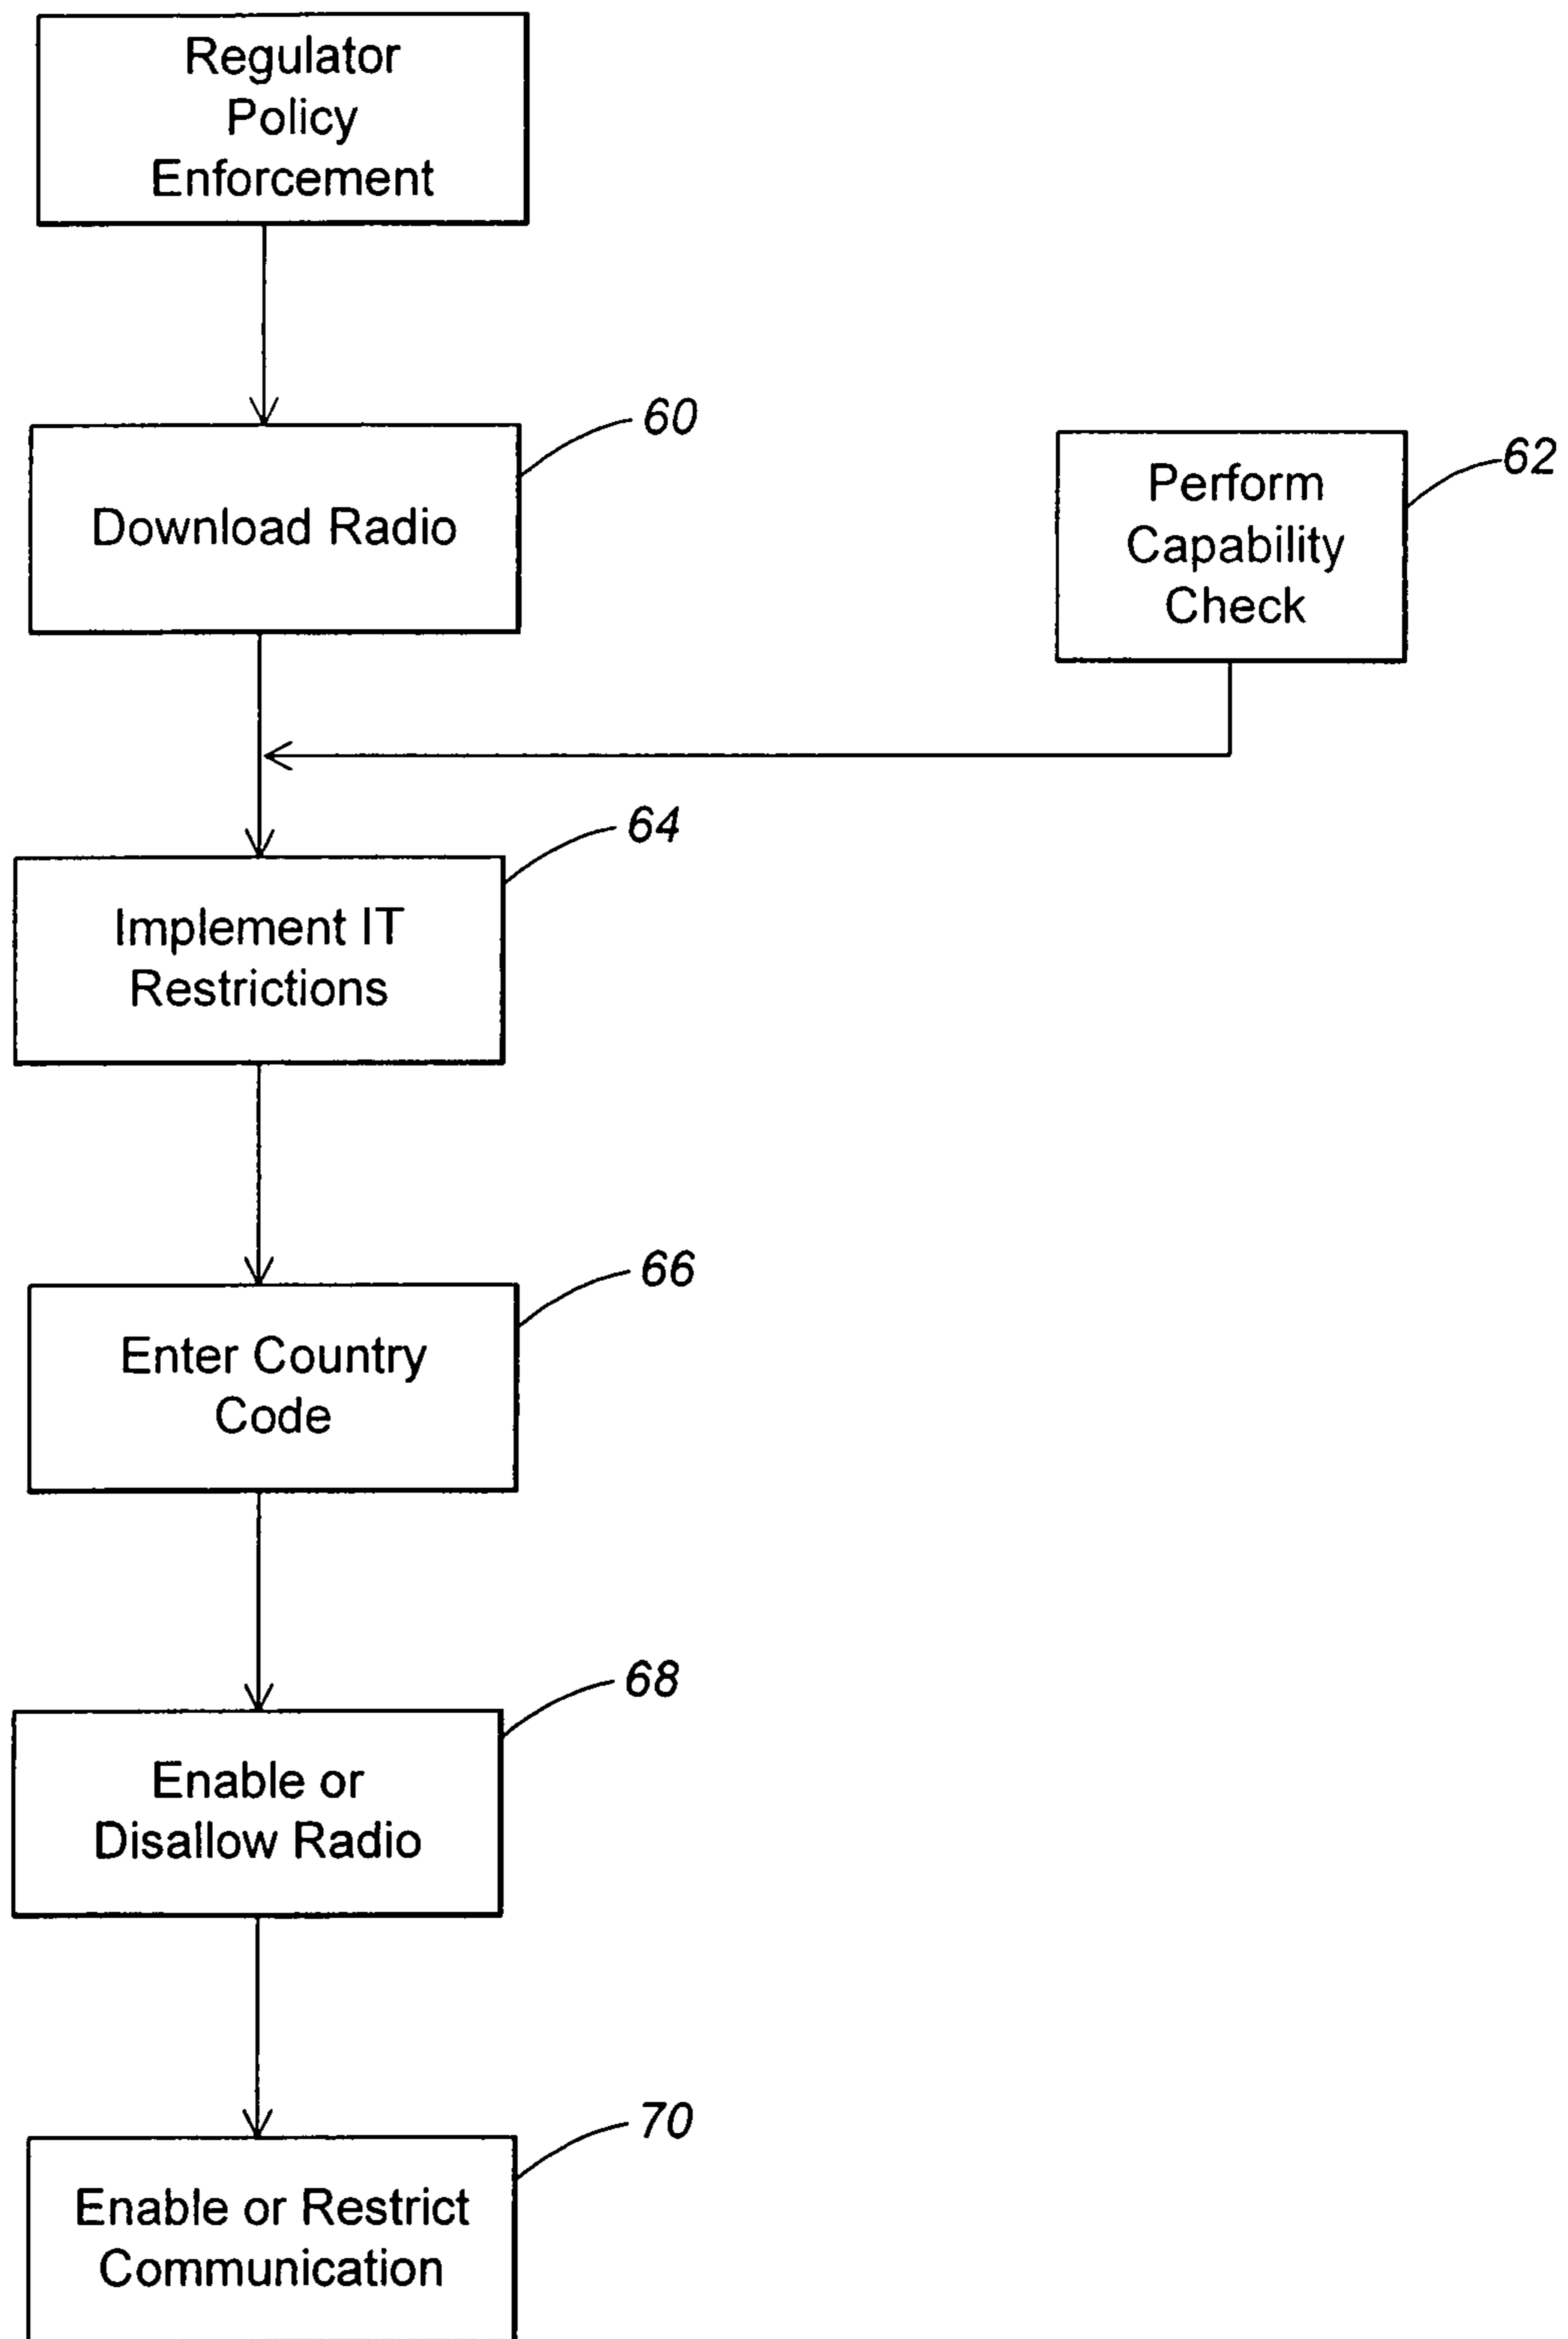 Regulator
Policy
Enforcement
60
Download Radio
62
Perform
Capability
Check
64
Implement IT
Restrictions
66
Enter Country
Code
68
Enable or
Disallow Radio
70
Enable or Restrict
Communication